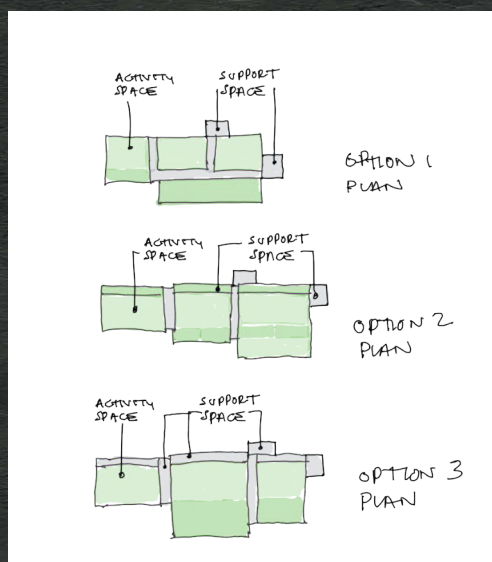 ACTIVITY
SPACE
SUPPORT
SPACE
OPTION 1
PLAN
ACTIVITY
SPACE
SUPPORT
SPACE
OPTION 2
PLAN
ACTIVITY
SPACE
SUPPORT
SPACE
OPTION 3
PLAN